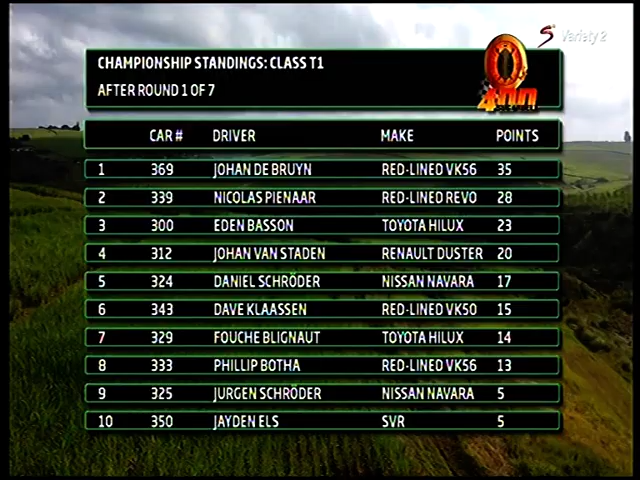 S Variety 2
CHAMPIONSHIP STANDINGS: CLASS T1
AFTER ROUND 1 OF 7
CAR # DRIVER MAKE POINTS
1 369 JOHAN DE BRUYN RED-LINED VK56 35
2 339 NICOLAS PIENAAR RED-LINED REVO 28
3 300 EDEN BASSON TOYOTA HILUX 23
4 312 JOHAN VAN STADEN RENAULT DUSTER 20
5 324 DANIEL SCHRÖDER NISSAN NAVARA 17
6 343 DAVE KLAASSEN RED-LINED VK50 15
7 329 FOUCHE BLIGNAUT TOYOTA HILUX 14
8 333 PHILLIP BOTHA RED-LINED VK56 13
9 325 JURGEN SCHRÖDER NISSAN NAVARA 5
10 350 JAYDEN ELS SVR 5